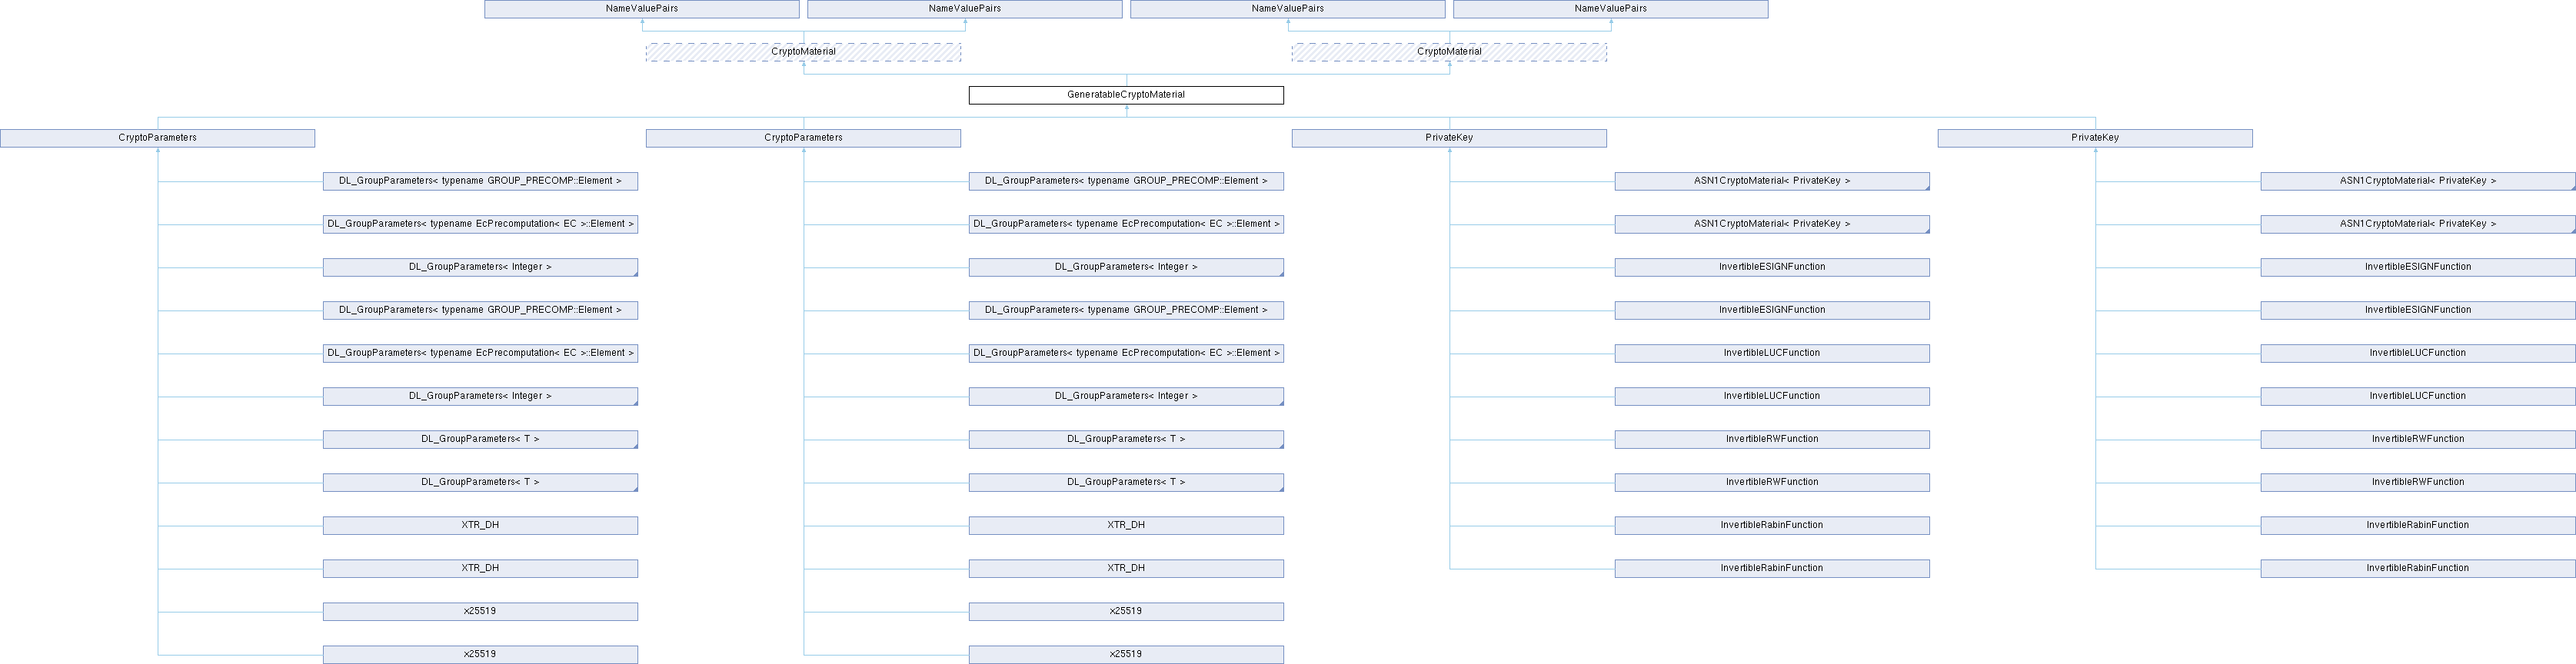 NameValuePairs NameValuePairs NameValuePairs NameValuePairs
CryptoMaterial CryptoMaterial
GeneratableCryptoMaterial
CryptoParameters CryptoParameters PrivateKey PrivateKey
DL_GroupParameters< typename GROUP_PRECOMP::Element > DL_GroupParameters< typename GROUP_PRECOMP::Element > ASN1CryptoMaterial< PrivateKey > ASN1CryptoMaterial< PrivateKey >
DL_GroupParameters< typename EcPrecomputation< EC >::Element > DL_GroupParameters< typename EcPrecomputation< EC >::Element > ASN1CryptoMaterial< PrivateKey > ASN1CryptoMaterial< PrivateKey >
DL_GroupParameters< Integer > DL_GroupParameters< Integer > InvertibleESIGNFunction InvertibleESIGNFunction
DL_GroupParameters< typename GROUP_PRECOMP::Element > DL_GroupParameters< typename GROUP_PRECOMP::Element > InvertibleESIGNFunction InvertibleESIGNFunction
DL_GroupParameters< typename EcPrecomputation< EC >::Element > DL_GroupParameters< typename EcPrecomputation< EC >::Element > InvertibleLUCFunction InvertibleLUCFunction
DL_GroupParameters< Integer > DL_GroupParameters< Integer > InvertibleLUCFunction InvertibleLUCFunction
DL_GroupParameters< T > DL_GroupParameters< T > InvertibleRWFunction InvertibleRWFunction
DL_GroupParameters< T > DL_GroupParameters< T > InvertibleRWFunction InvertibleRWFunction
XTR_DH XTR_DH InvertibleRabinFunction InvertibleRabinFunction
XTR_DH XTR_DH InvertibleRabinFunction InvertibleRabinFunction
x25519 x25519
x25519 x25519